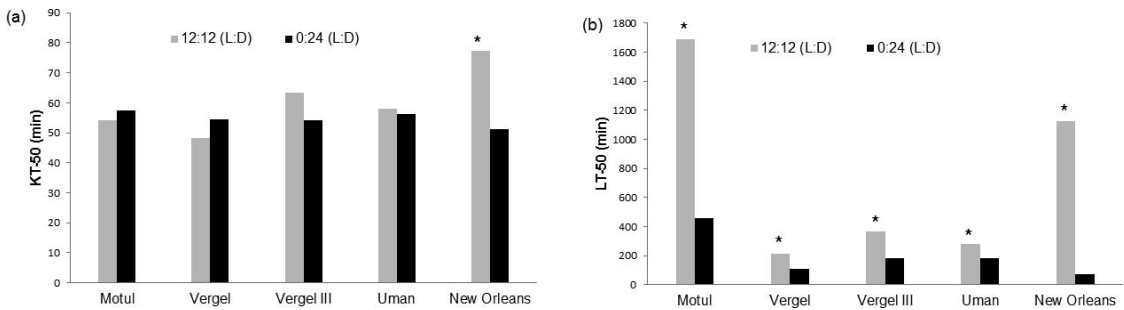 (a)
90
80
70
60
50
40
30
20
10
0
KT-50 (min)
12:12 (L:D) 0:24 (L:D)
*
Motul Vergel Vergel III Uman New Orleans
(b)
1800
1600
1400
1200
1000
800
600
400
200
0
LT-50 (min)
12:12 (L:D) 0:24 (L:D)
* * * * *
Motul Vergel Vergel III Uman New Orleans